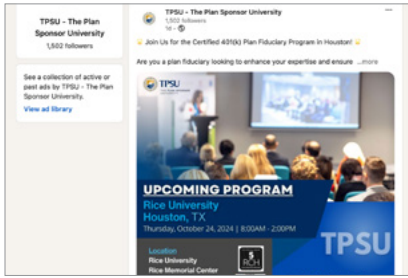 TPSU - The Plan
Sponsor University
1,502 followers
See a collection of active or
past ads by TPSU - The Plan
Sponsor University.
View ad library
TPSU - The Plan Sponsor University
1,502 followers
1d
Join Us for the Certified 401(k) Plan Fiduciary Program in Houston!
Are you a plan fiduciary looking to enhance your expertise and ensure ...more
TPSU
UPCOMING PROGRAM
Rice University
Houston, TX
Thursday, October 24, 2024 | 8:00AM - 2:00PM
Location
Rice University
Rice Memorial Center
5
RCH
TPSU